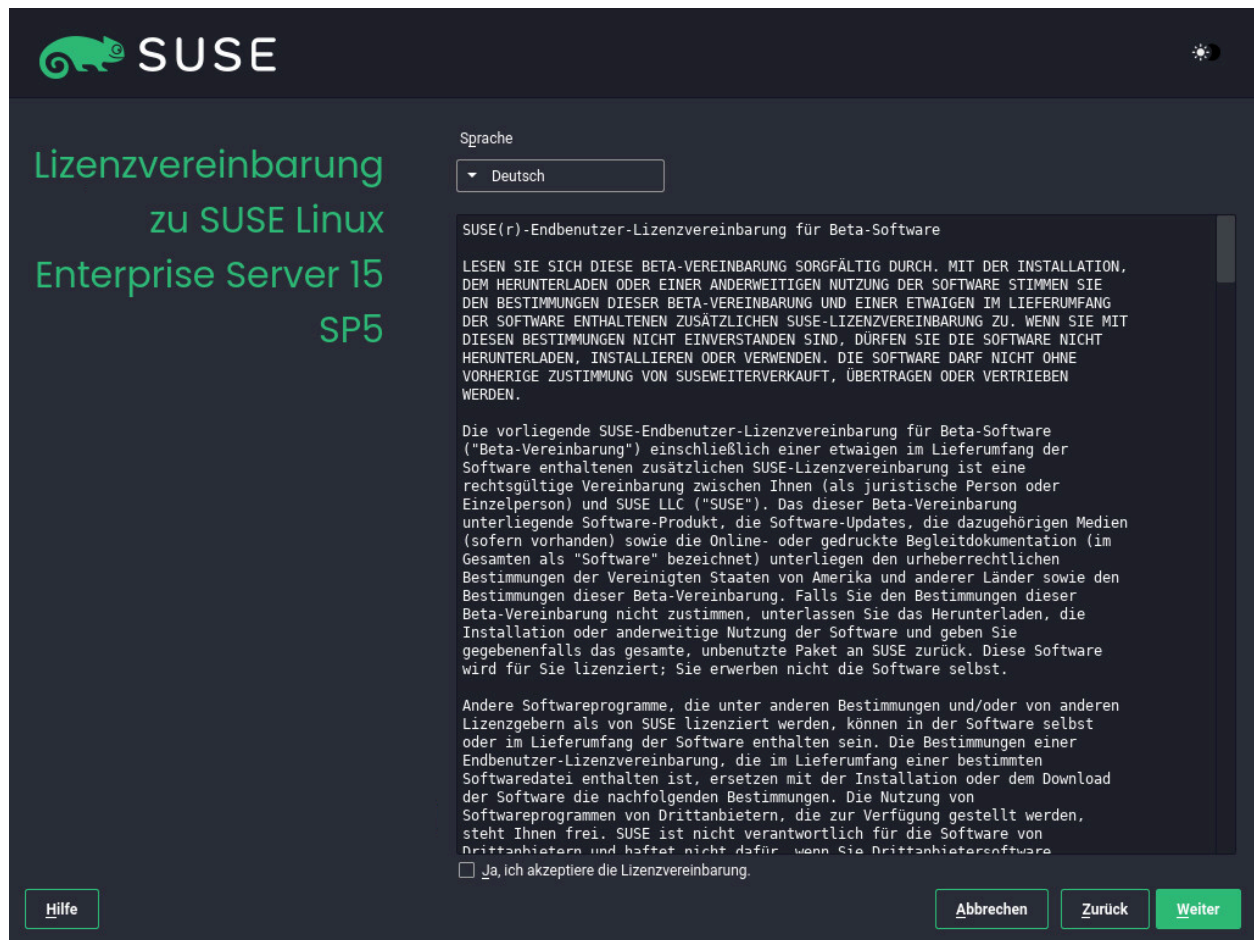 SUSE
Lizenzvereinbarung
zu SUSE Linux
Enterprise Server 15
SP5
Sprache
Deutsch
SUSE(r)-Endbenutzer-Lizenzvereinbarung für Beta-Software
LESEN SIE SICH DIESE BETA-VEREINBARUNG SORGFÄLTIG DURCH. MIT DER INSTALLATION,
DEM HERUNTERLADEN ODER EINER ANDERWEITIGEN NUTZUNG DER SOFTWARE STIMMEN SIE
DEN BESTIMMUNGEN DIESER BETA-VEREINBARUNG UND EINER ETWAIGEN IM LIEFERUMFANG
DER SOFTWARE ENTHALTENEN ZUSÄTZLICHEN SUSE-LIZENZVEREINBARUNG ZU. WENN SIE MIT
DIESEN BESTIMMUNGEN NICHT EINVERSTANDEN SIND, DÜRFEN SIE DIE SOFTWARE NICHT
HERUNTERLADEN, INSTALLIEREN ODER VERWENDEN. DIE SOFTWARE DARF NICHT OHNE
VORHERIGE ZUSTIMMUNG VON SUSEWEITERVERKAUFT, ÜBERTRAGEN ODER VERTRIEBEN
WERDEN.
Die vorliegende SUSE-Endbenutzer-Lizenzvereinbarung für Beta-Software
("Beta-Vereinbarung") einschließlich einer etwaigen im Lieferumfang der
Software enthaltenen zusätzlichen SUSE-Lizenzvereinbarung ist eine
rechtsgültige Vereinbarung zwischen Ihnen (als juristische Person oder
Einzelperson) und SUSE LLC ("SUSE"). Das dieser Beta-Vereinbarung
unterliegende Software-Produkt, die Software-Updates, die dazugehörigen Medien
(sofern vorhanden) sowie die Online- oder gedruckte Begleitdokumentation (im
Gesamten als "Software" bezeichnet) unterliegen den urheberrechtlichen
Bestimmungen der Vereinigten Staaten von Amerika und anderer Länder sowie den
Bestimmungen dieser Beta-Vereinbarung. Falls Sie den Bestimmungen dieser
Beta-Vereinbarung nicht zustimmen, unterlassen Sie das Herunterladen, die
Installation oder anderweitige Nutzung der Software und geben Sie
gegebenenfalls das gesamte, unbenutzte Paket an SUSE zurück. Diese Software
wird für Sie lizenziert; Sie erwerben nicht die Software selbst.
Andere Softwareprogramme, die unter anderen Bestimmungen und/oder von anderen
Lizenzgebern als von SUSE lizenziert werden, können in der Software selbst
oder im Lieferumfang der Software enthalten sein. Die Bestimmungen einer
Endbenutzer-Lizenzvereinbarung, die im Lieferumfang einer bestimmten
Softwaredatei enthalten ist, ersetzen mit der Installation oder dem Download
der Software die nachfolgenden Bestimmungen. Die Nutzung von
Softwareprogrammen von Drittanbietern, die zur Verfügung gestellt werden,
steht Ihnen frei. SUSE ist nicht verantwortlich für die Software von
Drittanbietern und haftet nicht dafür, wenn Sie Drittanbietersoftware
Ja, ich akzeptiere die Lizenzvereinbarung.
Hilfe
Abbrechen
Zurück
Weiter